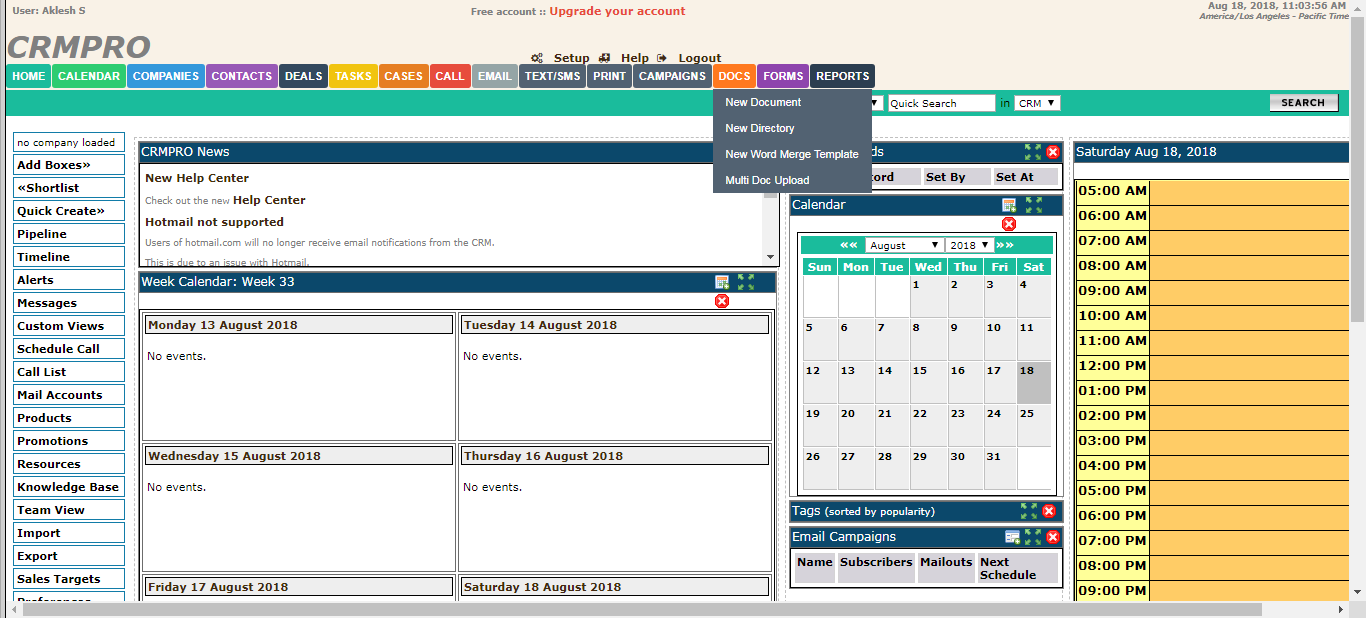 User: Aklesh S
Free account :: Upgrade your account
Aug 18, 2018, 11:03:56 AM
America/Los Angeles - Pacific Time
CRMPRO
Setup Help Logout
HOME CALENDAR COMPANIES CONTACTS DEALS TASKS CASES CALL EMAIL TEXT/SMS PRINT CAMPAIGNS DOCS FORMS REPORTS
New Document
New Directory
New Word Merge Template
Multi Doc Upload
Quick Search in CRM SEARCH
no company loaded
Add Boxes»
«Shortlist
Quick Create»
Pipeline
Timeline
Alerts
Messages
Custom Views
Schedule Call
Call List
Mail Accounts
Products
Promotions
Resources
Knowledge Base
Team View
Import
Export
Sales Targets
CRMPRO News
New Help Center
Check out the new Help Center
Hotmail not supported
Users of hotmail.com will no longer receive email notifications from the CRM.
This is due to an issue with Hotmail.
Week Calendar: Week 33
Monday 13 August 2018
No events.
Tuesday 14 August 2018
No events.
Wednesday 15 August 2018
No events.
Thursday 16 August 2018
No events.
Friday 17 August 2018
Saturday 18 August 2018
Set By Set At
Calendar
«« August 2018 »»
Sun Mon Tue Wed Thu Fri Sat
1 2 3 4
5 6 7 8 9 10 11
12 13 14 15 16 17 18
19 20 21 22 23 24 25
26 27 28 29 30 31
Tags (sorted by popularity)
Email Campaigns
Name Subscribers Mailouts Next
Schedule
Saturday Aug 18, 2018
05:00 AM
06:00 AM
07:00 AM
08:00 AM
09:00 AM
10:00 AM
11:00 AM
12:00 PM
01:00 PM
02:00 PM
03:00 PM
04:00 PM
05:00 PM
06:00 PM
07:00 PM
08:00 PM
09:00 PM